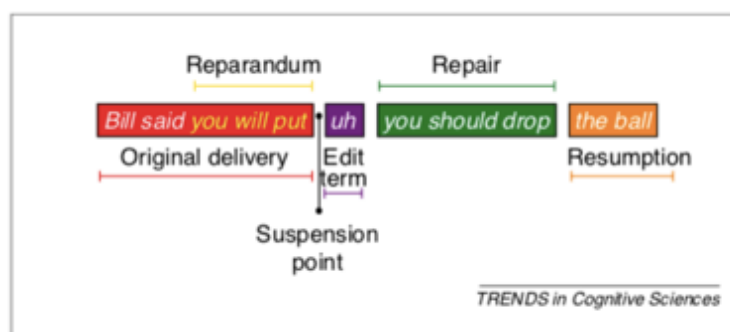 Reparandum Repair
Bill said you will put uh you should drop the ball
Original delivery Edit Resumption
term
Suspension
point
TRENDS in Cognitive Sciences